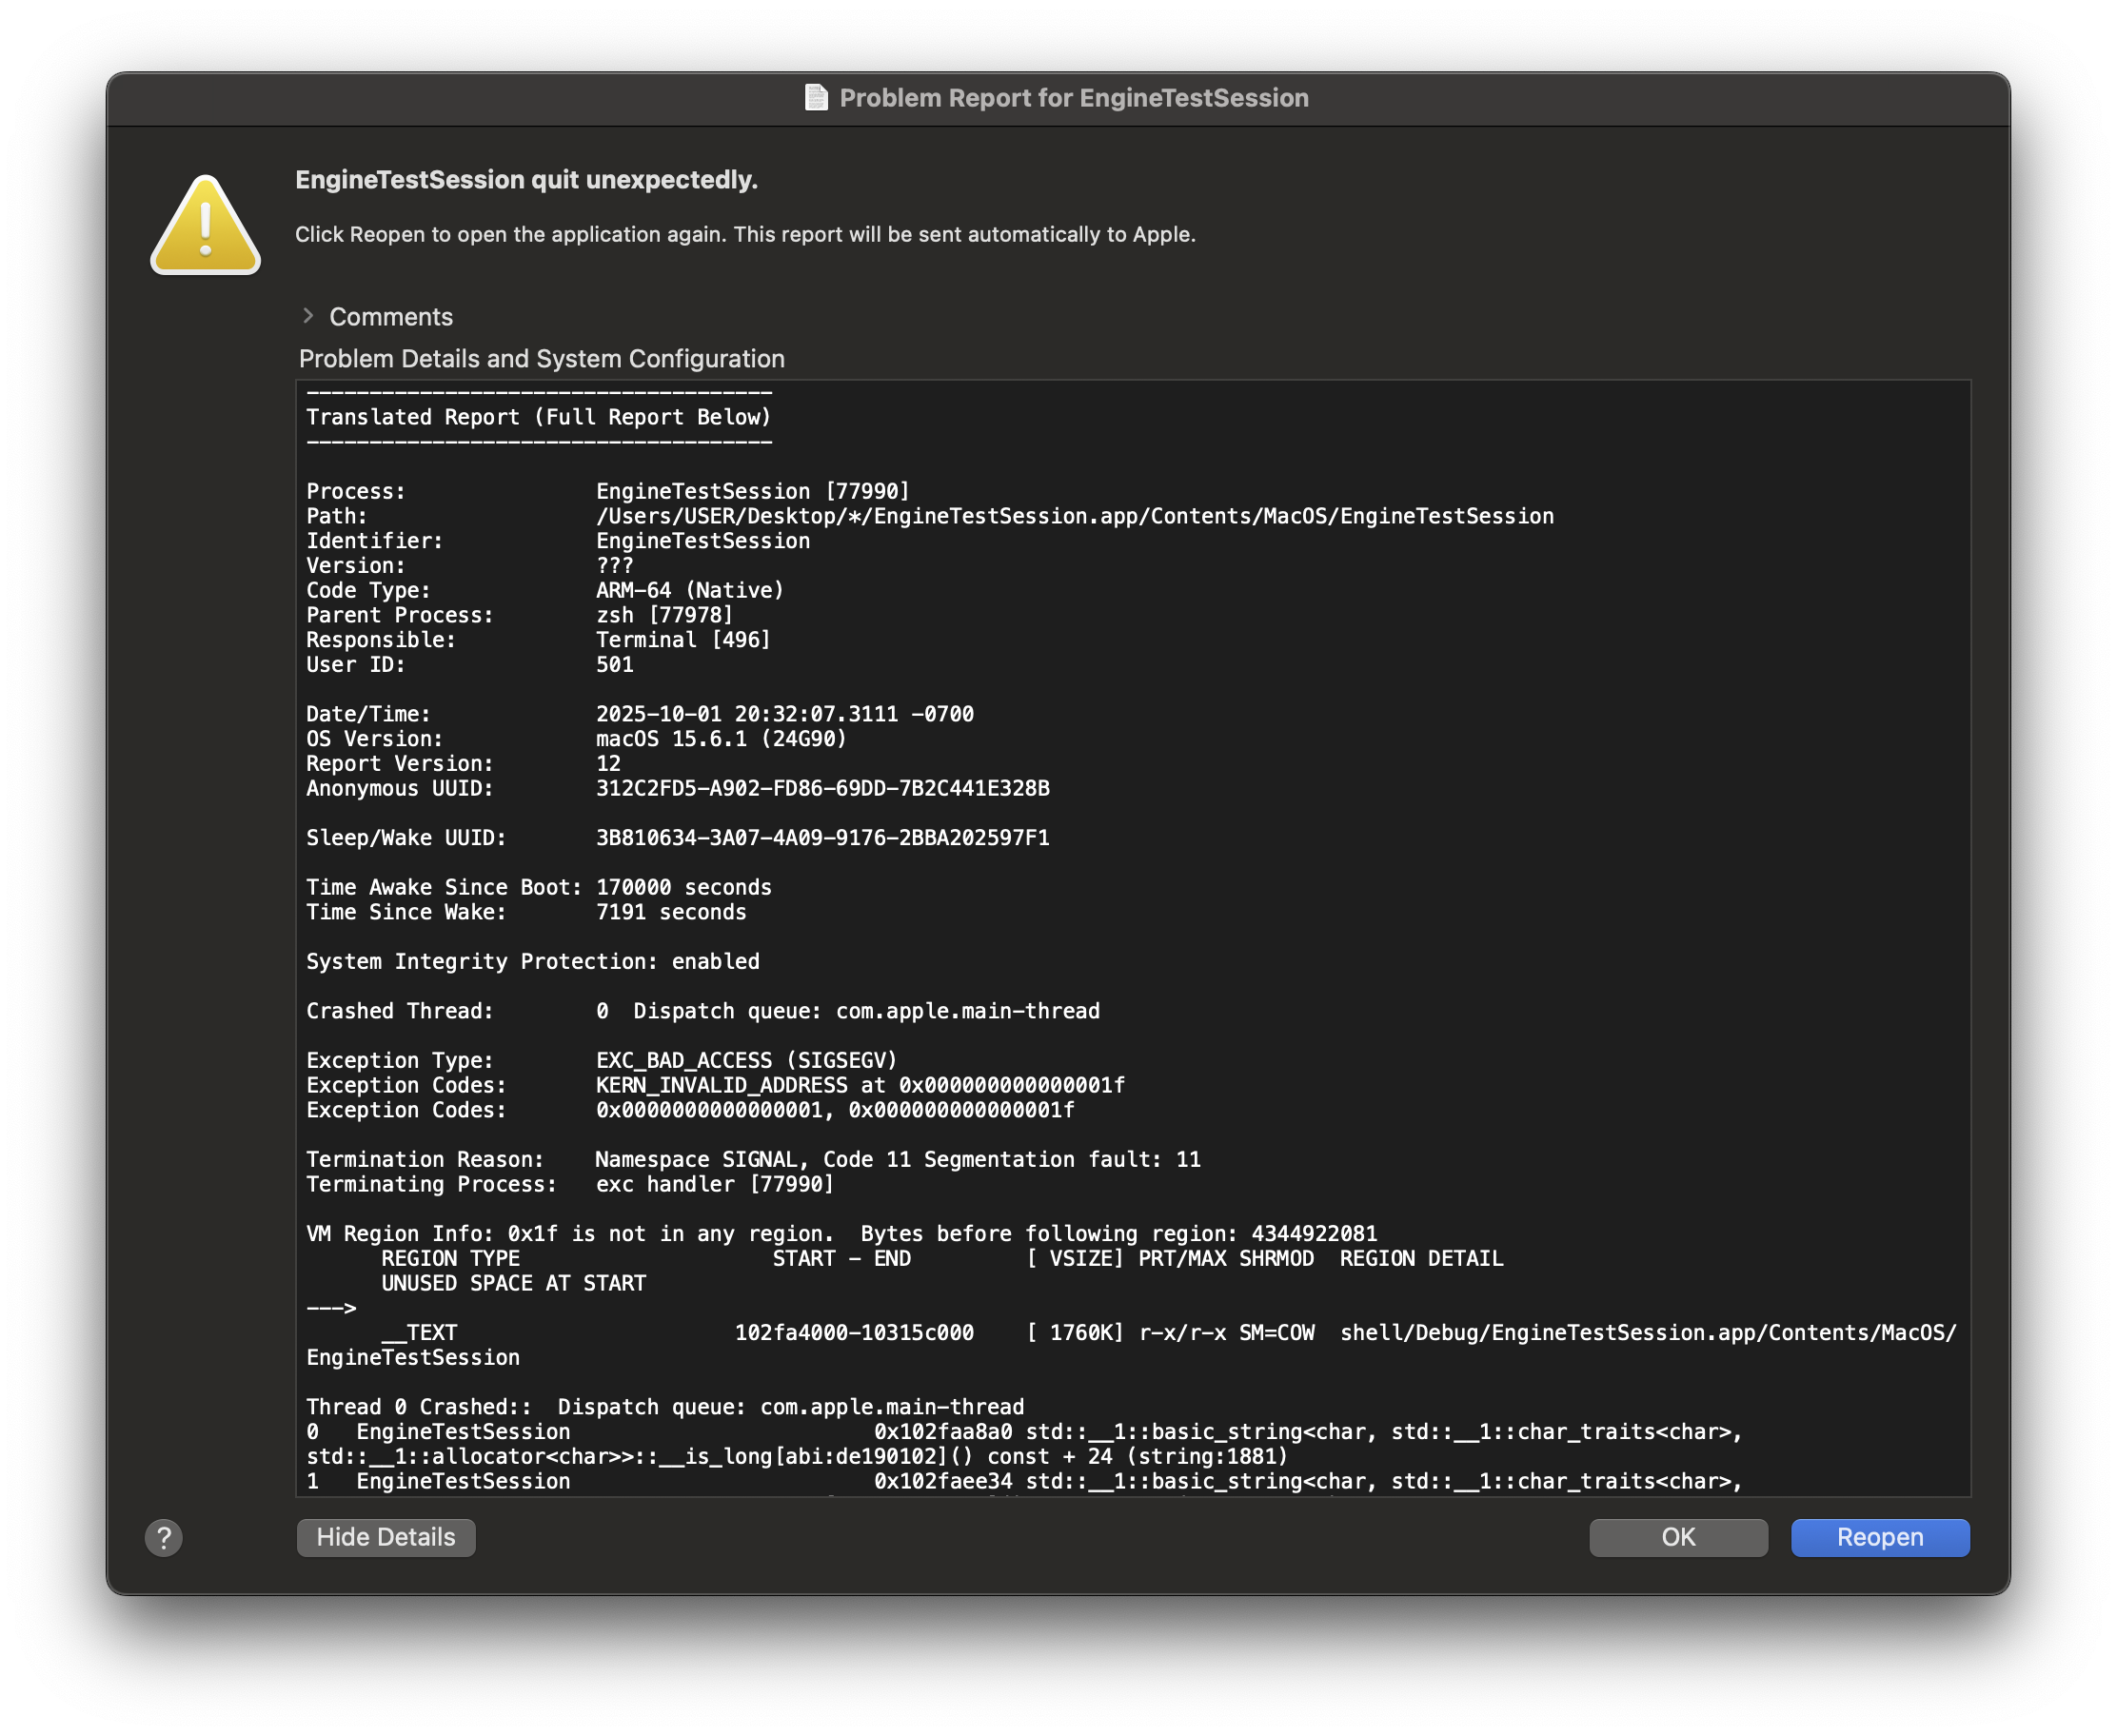 Problem Report for EngineTestSession
EngineTestSession quit unexpectedly.
Click Reopen to open the application again. This report will be sent automatically to Apple.
Comments
Problem Details and System Configuration
-------------------------------------
Translated Report (Full Report Below)
-------------------------------------
Process: EngineTestSession [77990]
Path: /Users/USER/Desktop/*/EngineTestSession.app/Contents/MacOS/EngineTestSession
Identifier: EngineTestSession
Version: ???
Code Type: ARM-64 (Native)
Parent Process: zsh [77978]
Responsible: Terminal [496]
User ID: 501
Date/Time: 2025-10-01 20:32:07.3111 -0700
OS Version: macOS 15.6.1 (24G90)
Report Version: 12
Anonymous UUID: 312C2FD5-A902-FD86-69DD-7B2C441E328B
Sleep/Wake UUID: 3B810634-3A07-4A09-9176-2BBA202597F1
Time Awake Since Boot: 170000 seconds
Time Since Wake: 7191 seconds
System Integrity Protection: enabled
Crashed Thread: 0 Dispatch queue: com.apple.main-thread
Exception Type: EXC_BAD_ACCESS (SIGSEGV)
Exception Codes: KERN_INVALID_ADDRESS at 0x000000000000001f
Exception Codes: 0x0000000000000001, 0x000000000000001f
Termination Reason: Namespace SIGNAL, Code 11 Segmentation fault: 11
Terminating Process: exc handler [77990]
VM Region Info: 0x1f is not in any region. Bytes before following region: 4344922081
REGION TYPE START - END [ VSIZE] PRT/MAX SHRMOD REGION DETAIL
UNUSED SPACE AT START
--->
__TEXT 102fa4000-10315c000 [ 1760K] r-x/r-x SM=COW shell/Debug/EngineTestSession.app/Contents/MacOS/
EngineTestSession
Thread 0 Crashed:: Dispatch queue: com.apple.main-thread
0 EngineTestSession 0x102faa8a0 std::__1::basic_string<char, std::__1::char_traits<char>,
std::__1::allocator<char>>::__is_long[abi:de190102]() const + 24 (string:1881)
1 EngineTestSession 0x102faee34 std::__1::basic_string<char, std::__1::char_traits<char>,
?
Hide Details
OK
Reopen